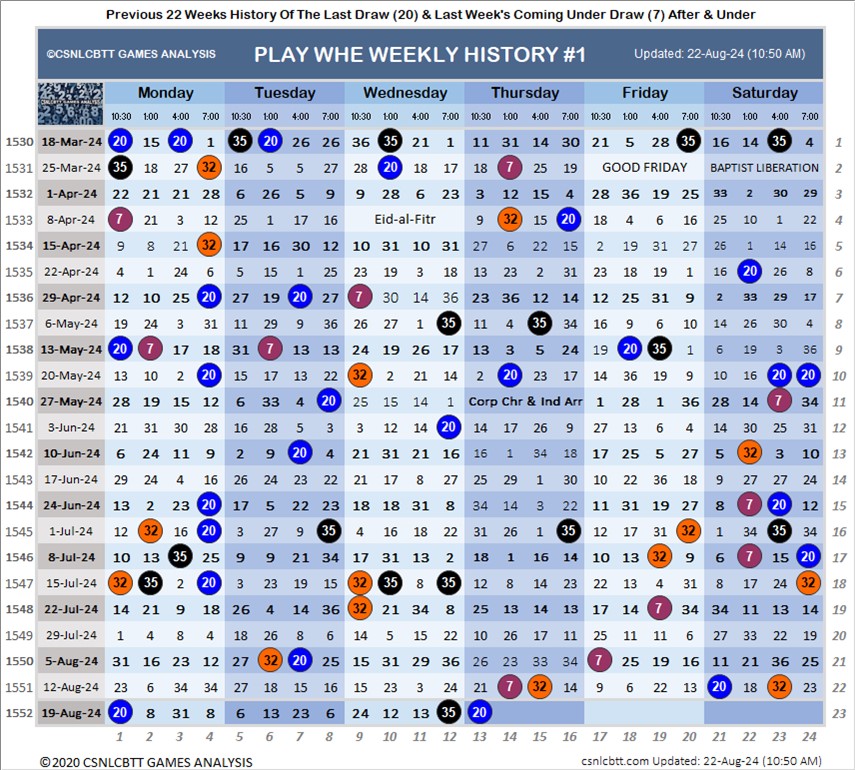 Previous 22 Weeks History Of The Last Draw (20) & Last Week's Coming Under Draw (7) After & Under
©CSNLCBTT GAMES ANALYSIS PLAY WHE WEEKLY HISTORY #1 Updated: 22-Aug-24 (10:50 AM)
Monday Tuesday Wednesday Thursday Friday Saturday
10:30 1:00 4:00 7:00 10:30 1:00 4:00 7:00 10:30 1:00 4:00 7:00 10:30 1:00 4:00 7:00 10:30 1:00 4:00 7:00 10:30 1:00 4:00 7:00
1530 18-Mar-24 20 15 20 1 35 20 26 26 36 35 21 1 11 31 14 30 21 5 28 35 16 14 35 4 1
1531 25-Mar-24 35 18 27 32 16 5 5 27 28 20 18 17 18 7 25 19 GOOD FRIDAY BAPTIST LIBERATION 2
1532 1-Apr-24 22 21 21 28 6 26 5 9 9 28 6 23 3 12 15 4 28 36 19 25 33 2 30 29 3
1533 8-Apr-24 7 21 3 12 25 1 17 16 Eid-al-Fitr 9 32 15 20 18 4 6 16 25 10 1 22 4
1534 15-Apr-24 9 8 21 32 17 16 30 12 10 31 10 31 27 6 22 15 2 19 31 27 26 1 14 16 5
1535 22-Apr-24 4 1 24 6 5 15 1 25 23 19 3 18 13 23 2 31 23 18 19 1 16 20 26 8 6
1536 29-Apr-24 12 10 25 20 27 19 20 27 7 30 14 36 23 36 12 14 12 25 31 9 2 33 29 17 7
1537 6-May-24 19 24 3 31 11 29 9 36 26 27 1 35 11 4 35 34 16 9 6 10 14 26 30 4 8
1538 13-May-24 20 7 17 18 31 7 13 13 24 19 26 17 13 3 5 24 19 20 35 1 6 19 3 36 9
1539 20-May-24 13 10 2 20 15 17 13 22 32 2 21 14 2 20 23 17 14 36 19 9 10 16 20 20 10
1540 27-May-24 28 19 15 12 6 33 4 20 25 15 14 1 Corp Chr & Ind Arr 1 28 1 36 28 14 7 34 11
1541 3-Jun-24 21 31 30 28 16 28 5 3 3 12 14 20 14 17 26 9 27 13 6 4 14 30 25 31 12
1542 10-Jun-24 6 24 11 9 2 7 20 4 21 31 9 31 16 1 34 18 17 25 5 27 5 32 3 10 13
1543 17-Jun-24 29 24 4 16 26 24 23 22 21 17 8 27 14 29 1 30 10 22 18 36 9 27 27 24 14
1544 24-Jun-24 13 2 23 20 17 5 22 23 18 18 31 8 34 14 3 22 11 31 19 27 8 7 20 12 15
1545 1-Jul-24 12 32 16 20 7 9 8 35 4 16 18 22 31 26 1 35 12 17 31 32 1 34 35 34 16
1546 8-Jul-24 10 13 35 25 9 9 21 34 17 31 13 2 18 1 16 14 10 13 32 9 6 7 15 20 17
1547 15-Jul-24 32 35 2 20 3 23 19 15 32 35 8 35 12 8 14 23 22 13 4 31 8 17 24 32 18
1548 22-Jul-24 14 21 9 18 26 4 14 36 32 21 34 8 25 13 14 13 17 14 7 34 34 11 13 14 19
1549 29-Jul-24 1 4 8 4 18 26 8 6 14 5 15 22 10 26 17 11 25 11 11 6 27 33 22 19 20
1550 5-Aug-24 31 16 23 12 27 32 20 25 15 31 29 36 26 23 33 34 7 25 19 16 11 21 36 25 21
1551 12-Aug-24 23 6 34 34 27 18 15 16 15 23 3 24 21 7 32 14 9 6 22 13 20 18 32 23 22
1552 19-Aug-24 20 8 31 8 6 13 23 6 24 12 13 35 20 23
1 2 3 4 5 6 7 8 9 10 11 12 13 14 15 16 17 18 19 20 21 22 23 24
©2020 CSNLCBTT GAMES ANALYSIS csnlcbtt.com Updated: 22-Aug-24 (10:50 AM)